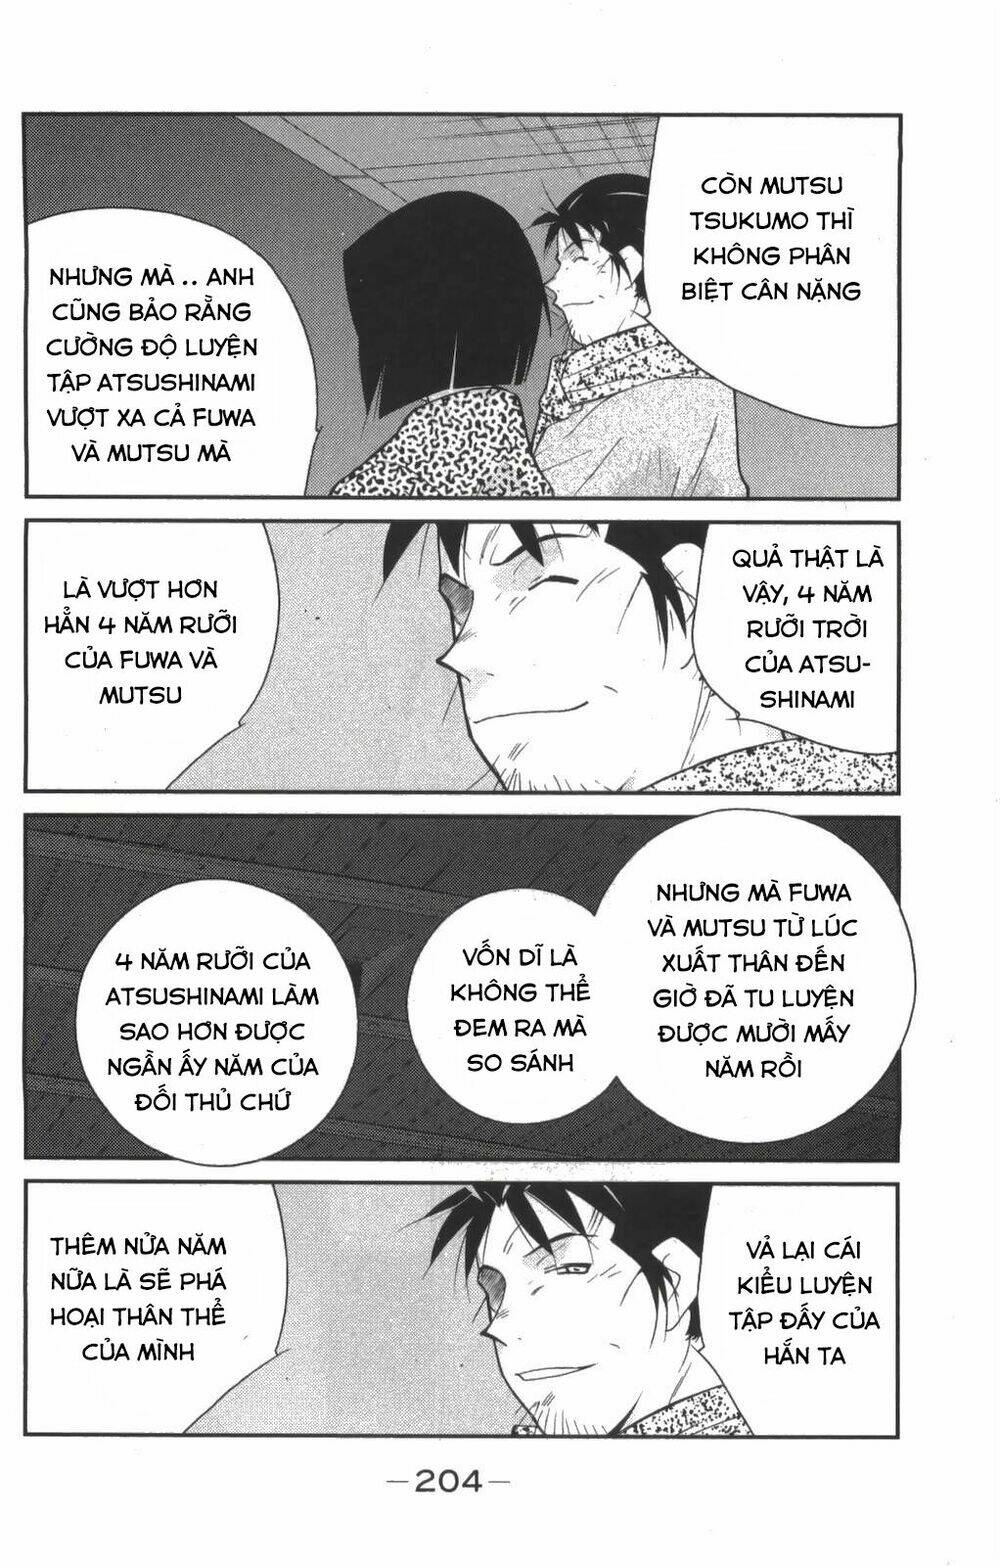 CÒN MUTSU
TSUKUMO THÌ
KHÔNG PHÂN
BIỆT CÂN NẶNG
NHƯNG MÀ .. ANH
CŨNG BẢO RẰNG
CƯỜNG ĐỘ LUYỆN
TẬP ATSUSHINAMI
VƯỢT XA CẢ FUWA
VÀ MUTSU MÀ
QUẢ THẬT LÀ
VẬY, 4 NĂM
RƯỠI TRỜI
CỦA ATSU-
SHINAMI
LÀ VƯỢT HƠN
HẲN 4 NĂM RƯỠI
CỦA FUWA VÀ
MUTSU
NHƯNG MÀ FUWA
VÀ MUTSU TỪ LÚC
XUẤT THÂN ĐẾN
GIỜ ĐÃ TU LUYỆN
ĐƯỢC MƯỜI MẤY
NĂM RỒI
VỐN DĨ LÀ
KHÔNG THỂ
ĐEM RA MÀ
SO SÁNH
4 NĂM RƯỠI CỦA
ATSUSHINAMI LÀM
SAO HƠN ĐƯỢC
NGẦN ẤY NĂM CỦA
ĐỐI THỦ CHỨ
VẢ LẠI CÁI
KIỂU LUYỆN
TẬP ĐẤY CỦA
HẮN TA
THÊM NỬA NĂM
NỮA LÀ SẼ PHÁ
HOẠI THÂN THỂ
CỦA MÌNH
—204—